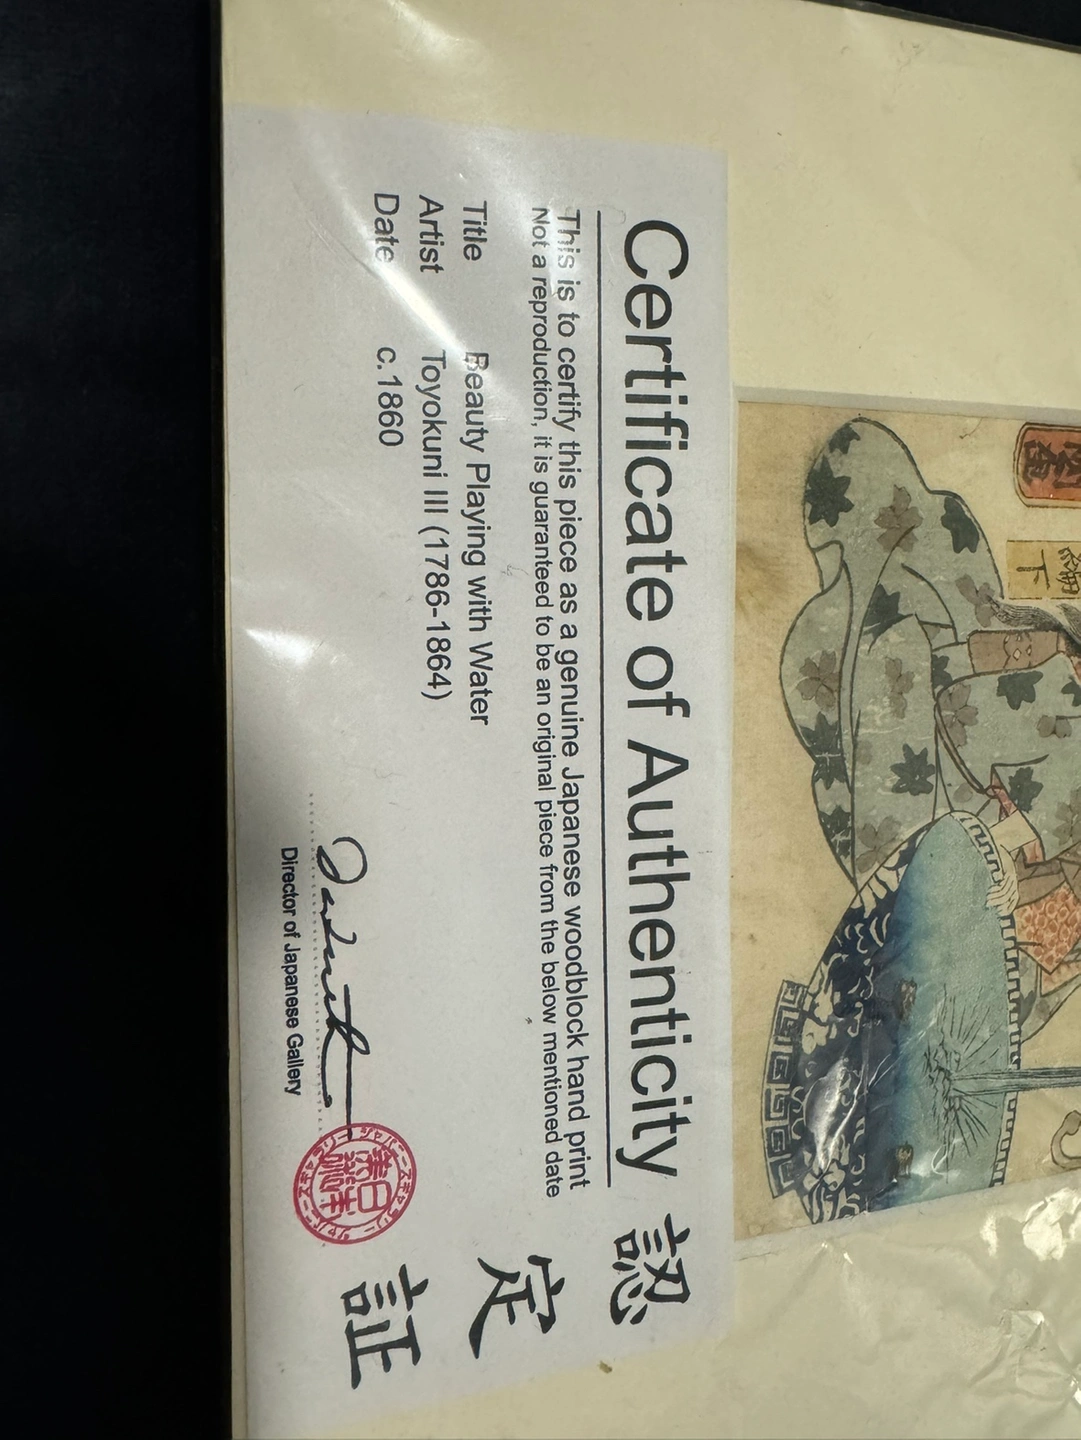 Certificate of Authenticity
This is to certify this piece as a genuine Japanese woodblock hand print
Not a reproduction, it is guaranteed to be an original piece from the below mentioned date
Title Beauty Playing with Water
Artist Toyokuni III (1786-1864)
Date c.1860
Director of Japanese Gallery
認定証
下